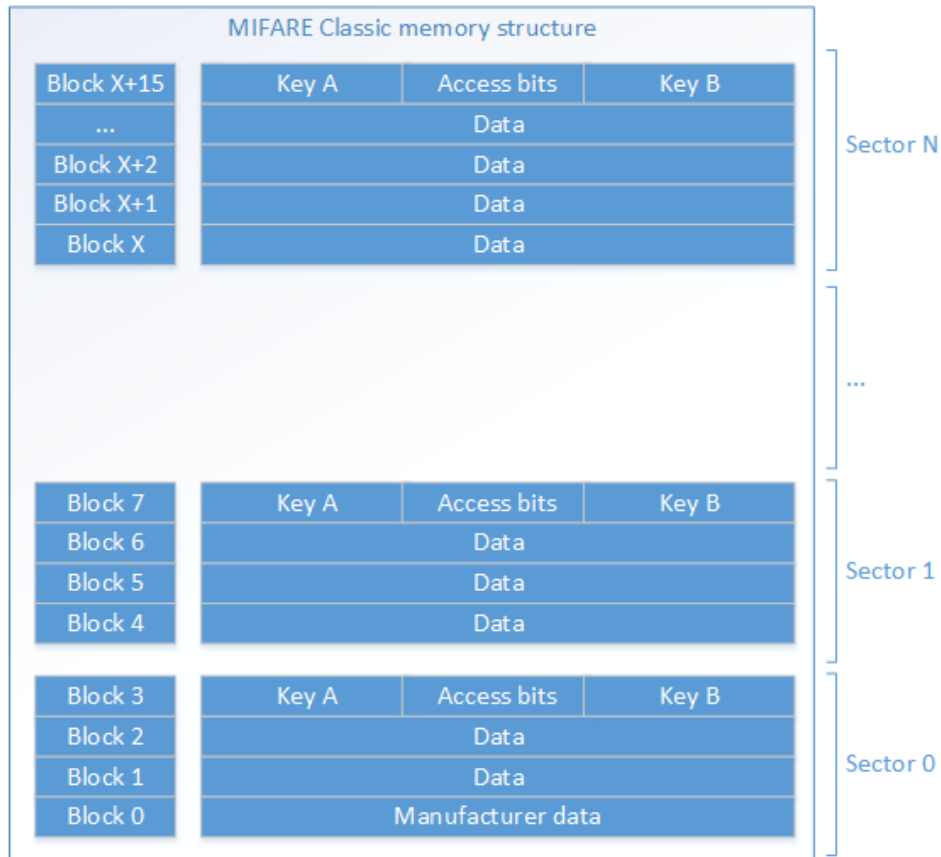 MIFARE Classic memory structure
Block X+15 Key A Access bits Key B
... Data
Block X+2 Data
Block X+1 Data
Block X Data
Sector N
...
Block 7 Key A Access bits Key B
Block 6 Data
Block 5 Data
Block 4 Data
Sector 1
Block 3 Key A Access bits Key B
Block 2 Data
Block 1 Data
Block 0 Manufacturer data
Sector 0